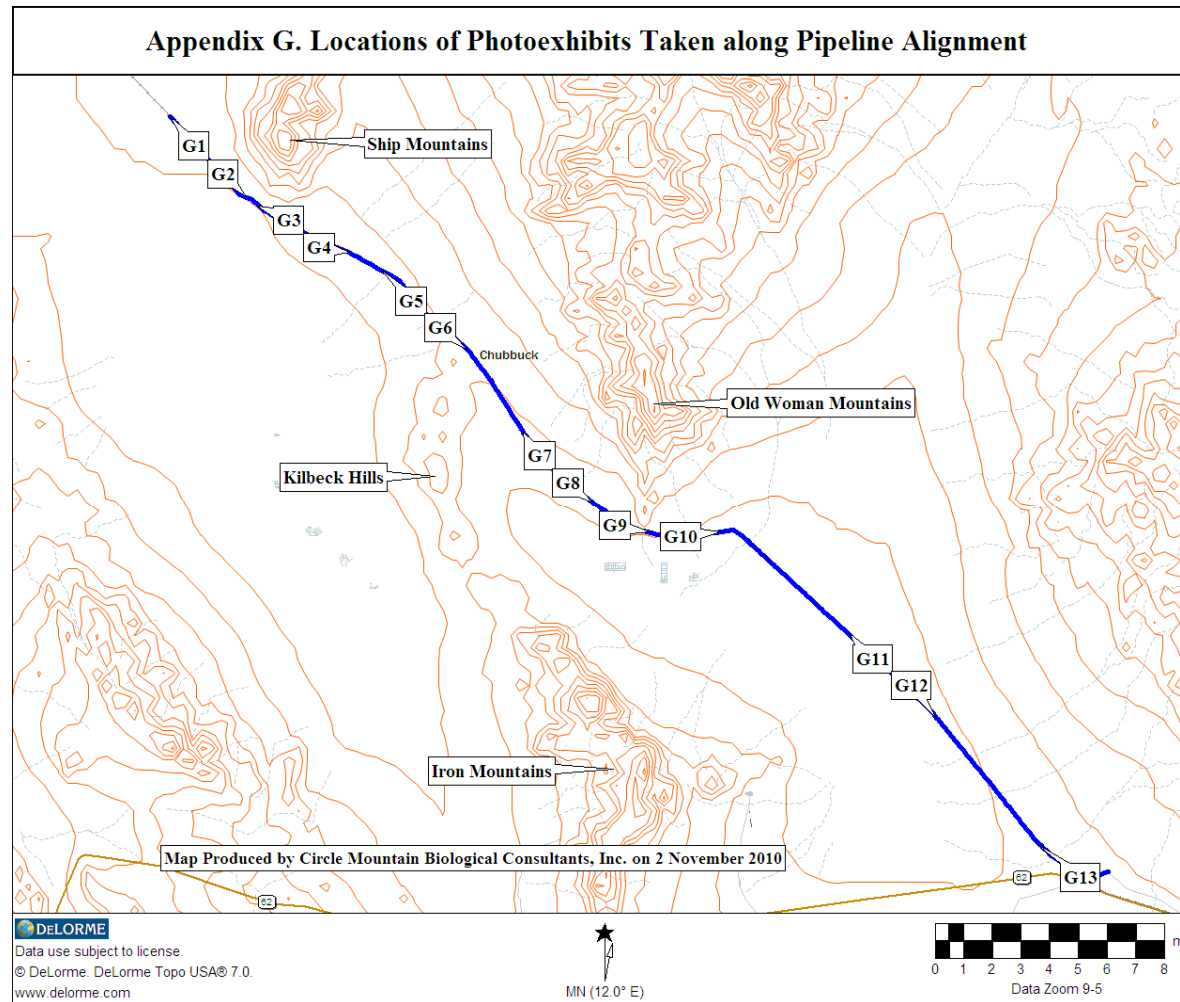 Appendix G. Locations of Photoexhibits Taken along Pipeline Alignment
G1
Ship Mountains
G2
G3
G4
G5
G6
Chubbuck
Old Woman Mountains
G7
Kilbeck Hills
G8
G9
G10
G11
G12
Iron Mountains
Map Produced by Circle Mountain Biological Consultants, Inc. on 2 November 2010
62
G13
62
DELORME
Data use subject to license.
© DeLorme. DeLorme Topo USA® 7.0.
www.delorme.com
MN (12.0° E)
m
0 1 2 3 4 5 6 7 8
Data Zoom 9-5